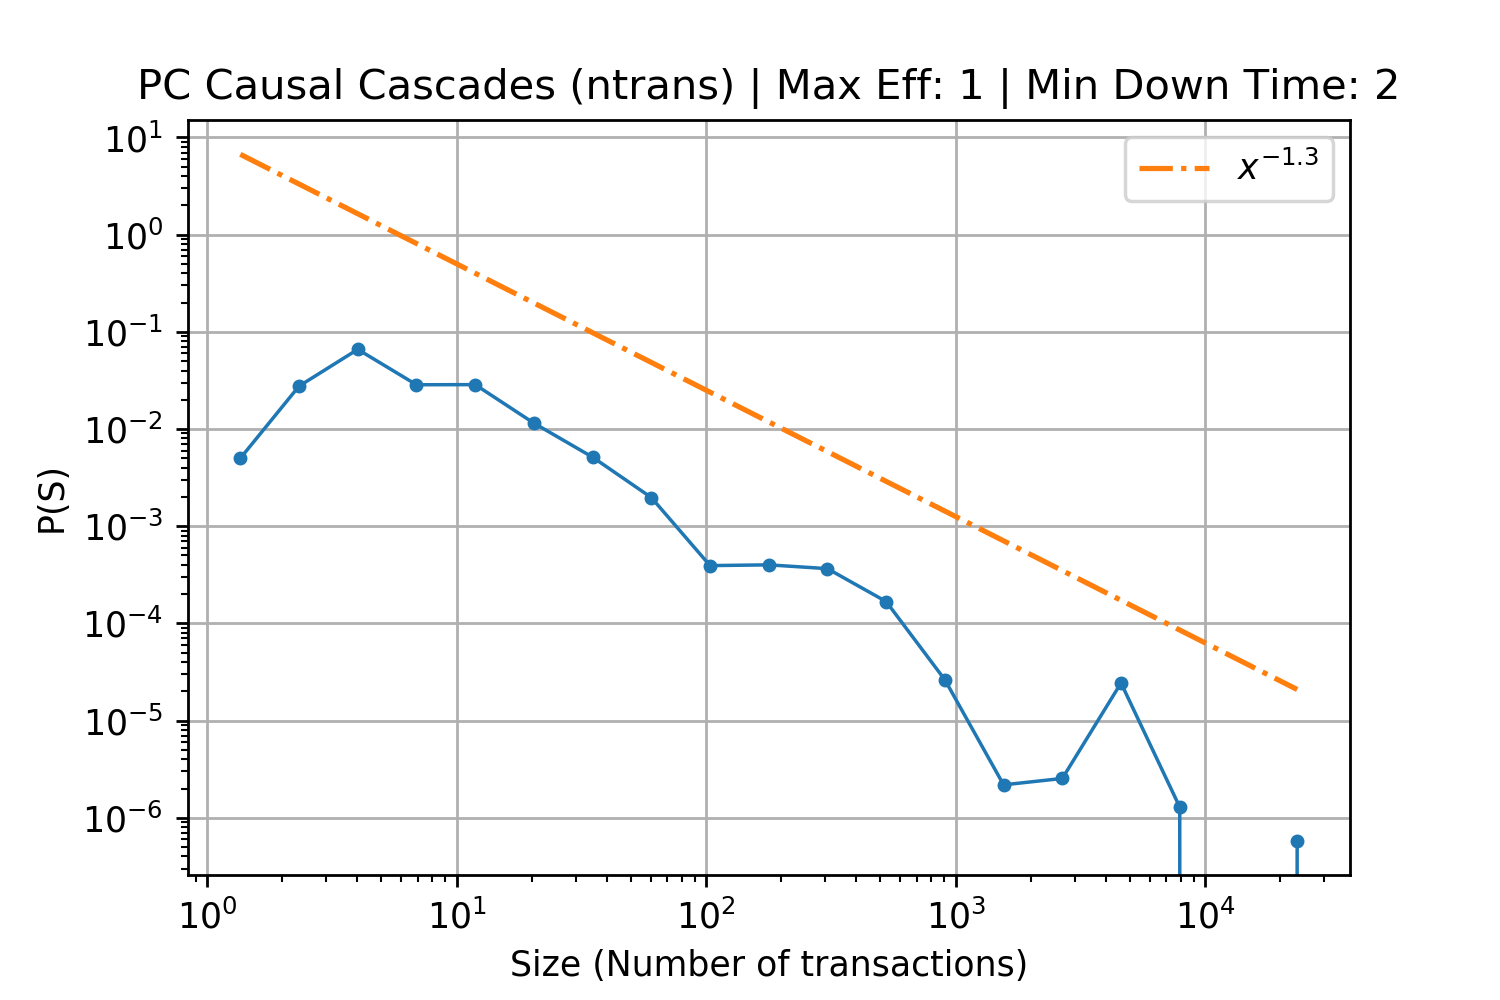 PC Causal Cascades (ntrans) | Max Eff: 1 | Min Down Time: 2
x^{-1.3}
10^1
10^0
10^{-1}
10^{-2}
10^{-3}
10^{-4}
10^{-5}
10^{-6}
P(S)
10^0 10^1 10^2 10^3 10^4
Size (Number of transactions)